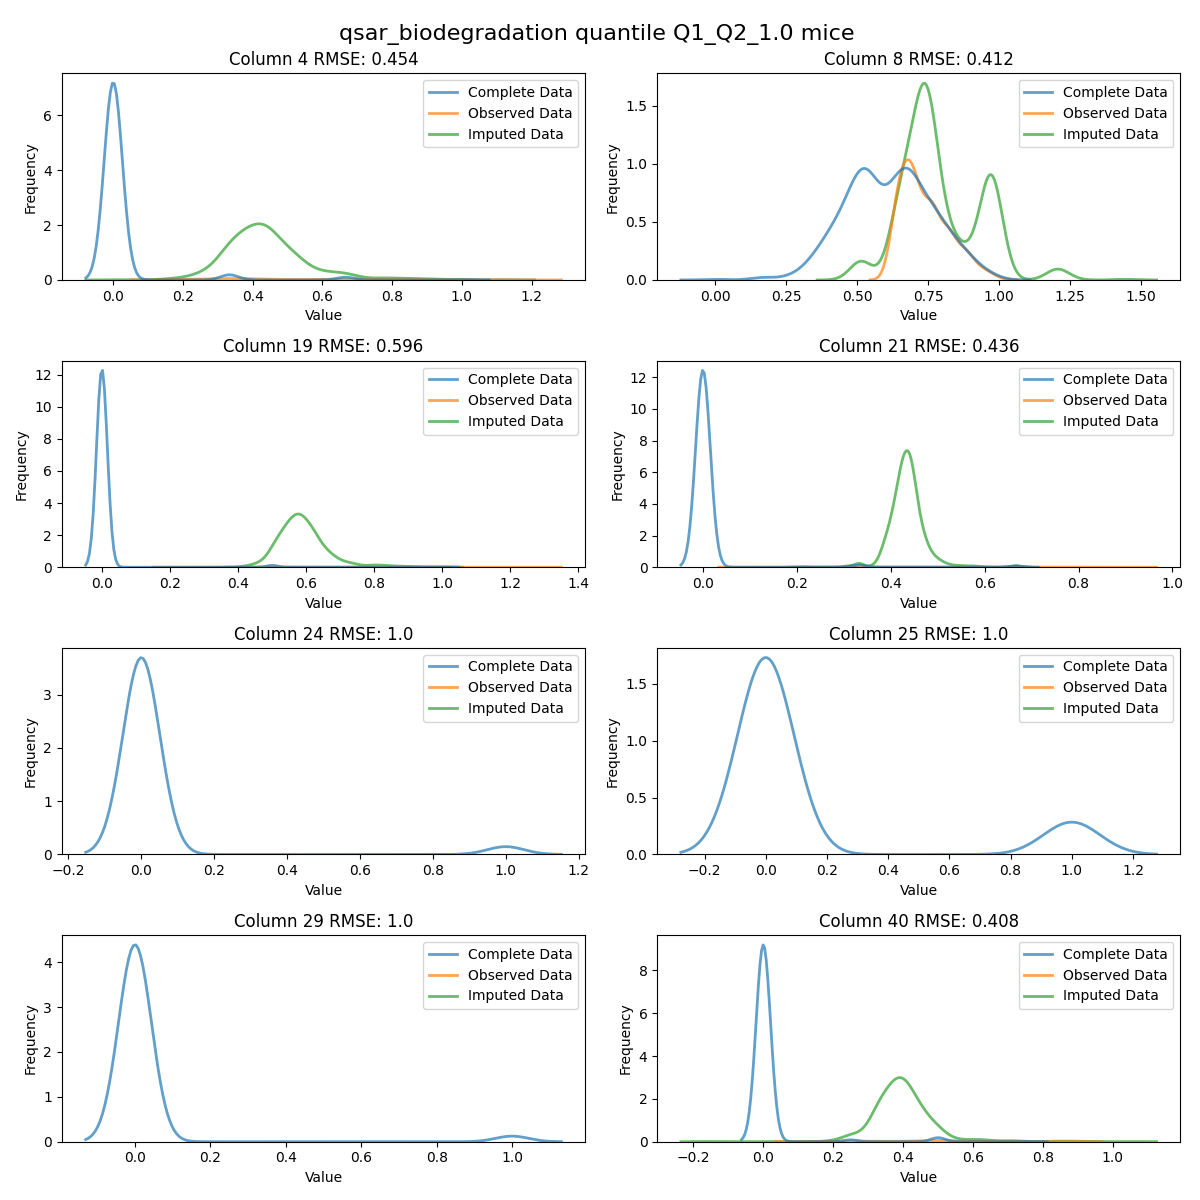 qsar_biodegradation quantile Q1_Q2_1.0 mice
Column 4 RMSE: 0.454
Frequency
6
4
2
0
0.0 0.2 0.4 0.6 0.8 1.0 1.2
Value
Complete Data
Observed Data
Imputed Data
Column 8 RMSE: 0.412
Frequency
1.5
1.0
0.5
0.0
0.00 0.25 0.50 0.75 1.00 1.25 1.50
Value
Complete Data
Observed Data
Imputed Data
Column 19 RMSE: 0.596
Frequency
12
10
8
6
4
2
0
0.0 0.2 0.4 0.6 0.8 1.0 1.2 1.4
Value
Complete Data
Observed Data
Imputed Data
Column 21 RMSE: 0.436
Frequency
12
10
8
6
4
2
0
0.0 0.2 0.4 0.6 0.8 1.0
Value
Complete Data
Observed Data
Imputed Data
Column 24 RMSE: 1.0
Frequency
3
2
1
0
−0.2 0.0 0.2 0.4 0.6 0.8 1.0 1.2
Value
Complete Data
Observed Data
Imputed Data
Column 25 RMSE: 1.0
Frequency
1.5
1.0
0.5
0.0
−0.2 0.0 0.2 0.4 0.6 0.8 1.0 1.2
Value
Complete Data
Observed Data
Imputed Data
Column 29 RMSE: 1.0
Frequency
4
3
2
1
0
0.0 0.2 0.4 0.6 0.8 1.0
Value
Complete Data
Observed Data
Imputed Data
Column 40 RMSE: 0.408
Frequency
8
6
4
2
0
−0.2 0.0 0.2 0.4 0.6 0.8 1.0
Value
Complete Data
Observed Data
Imputed Data